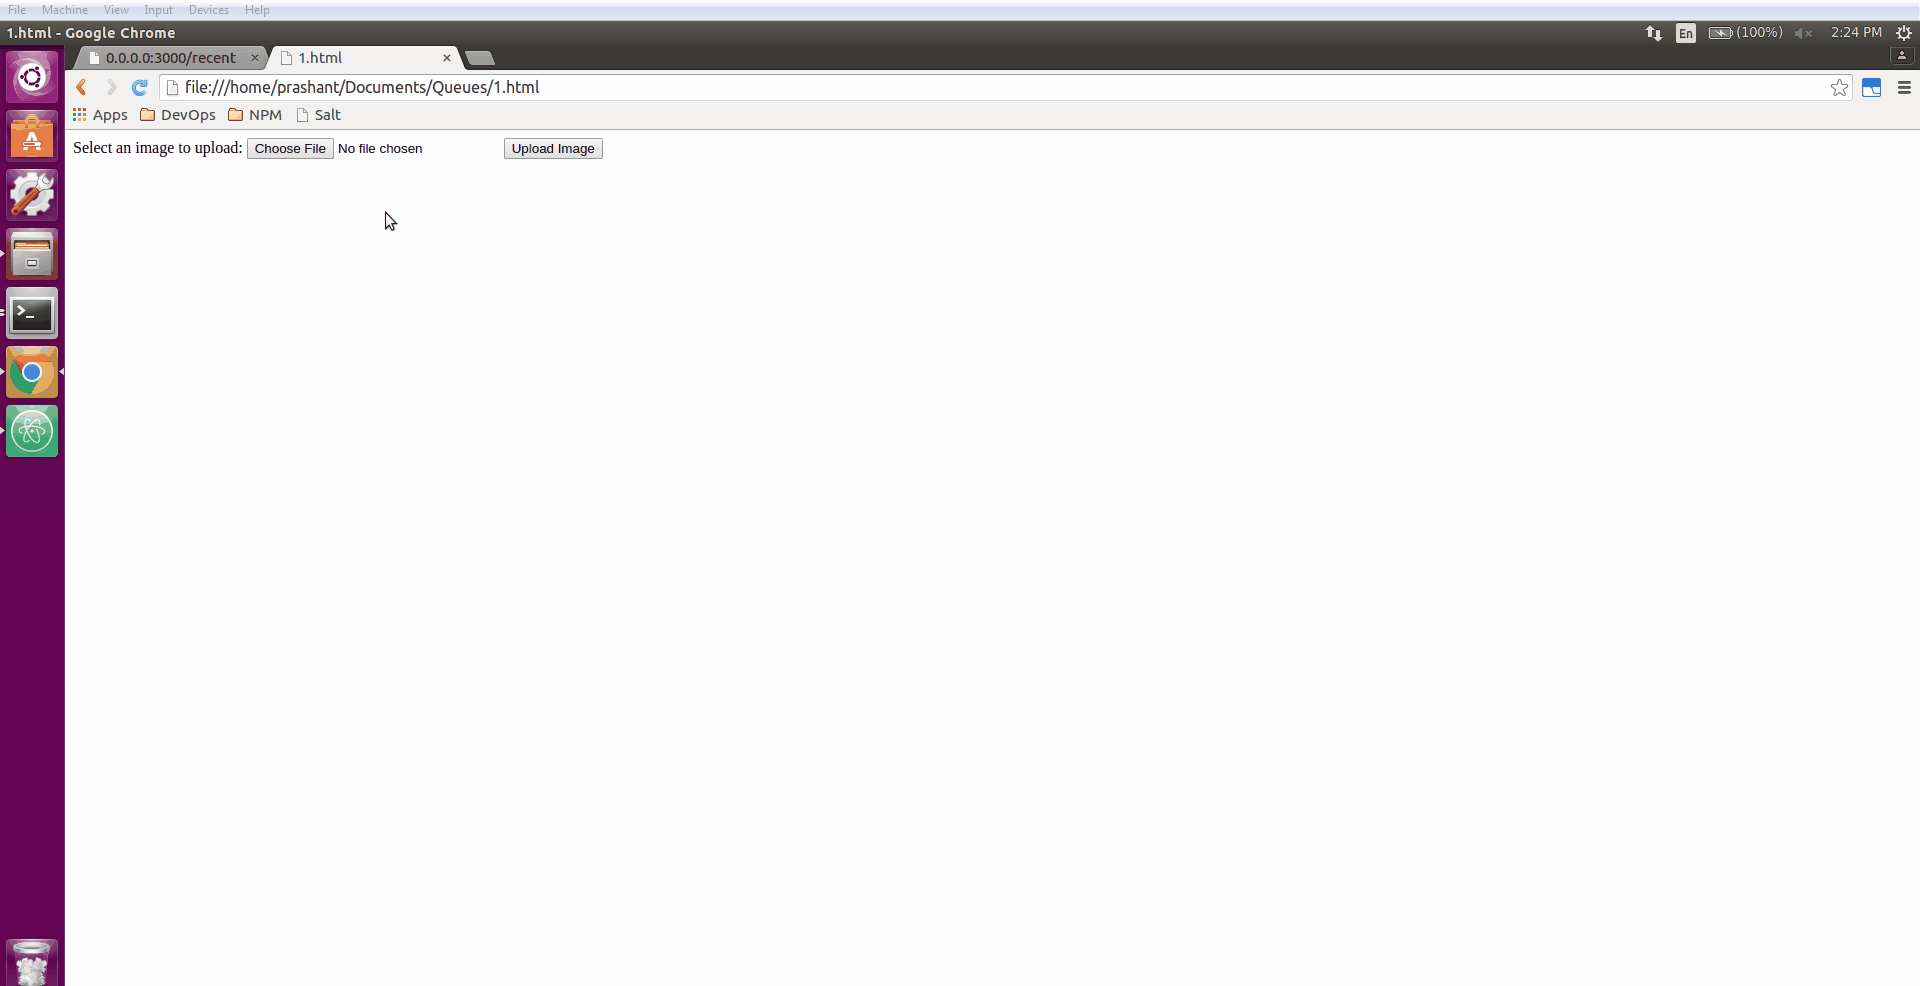 File Machine View Input Devices Help
1.html - Google Chrome En (100%) 2:24 PM
0.0.0.0:3000/recent × 1.html ×
file:///home/prashant/Documents/Queues/1.html
Apps DevOps NPM Salt
Select an image to upload: Choose File No file chosen Upload Image